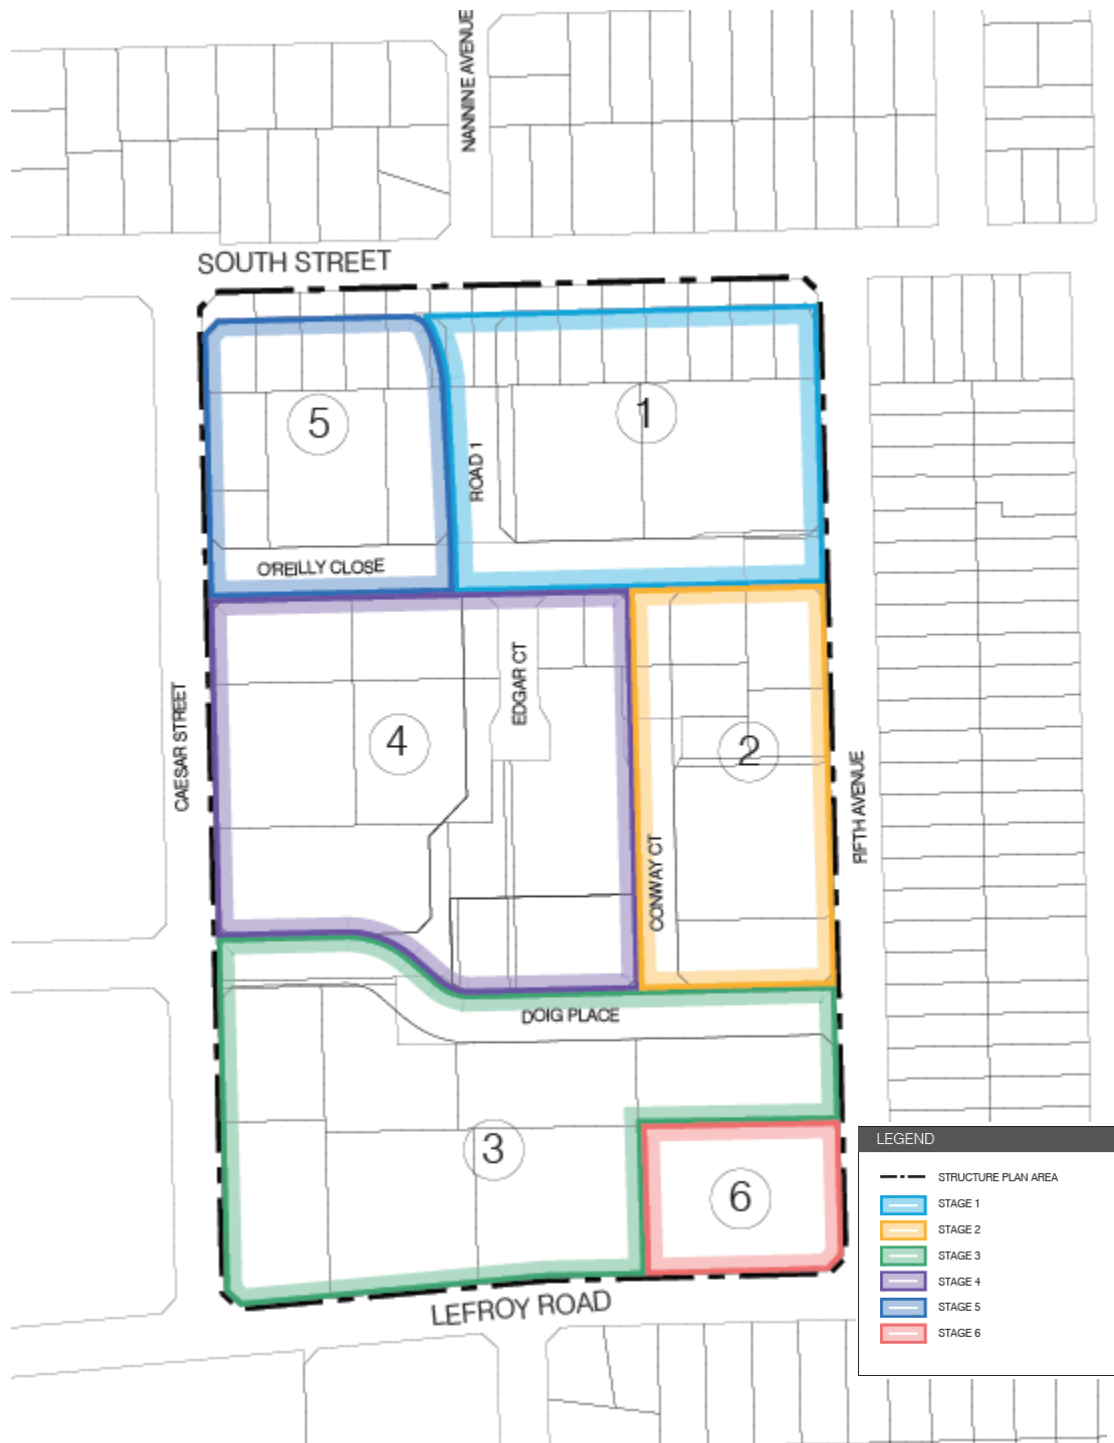 NANNINE AVENUE
SOUTH STREET
5
1
ROAD 1
O'REILLY CLOSE
EDGAR CT
CAESAR STREET
4
2
FIFTH AVENUE
CONWAY CT
DOIG PLACE
3
6
LEFROY ROAD
LEGEND
STRUCTURE PLAN AREA
STAGE 1
STAGE 2
STAGE 3
STAGE 4
STAGE 5
STAGE 6